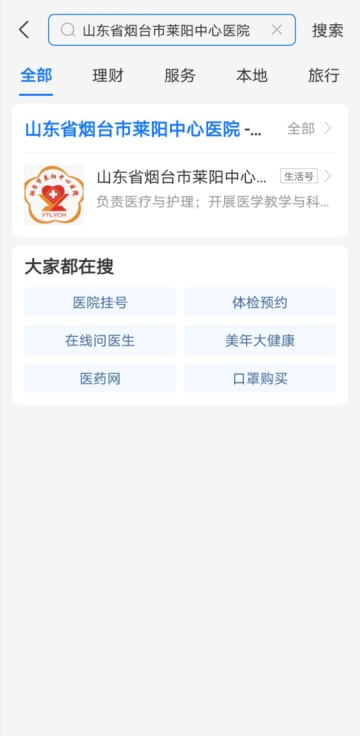 山东省烟台市莱阳中心医院
搜索
全部 理财 服务 本地 旅行
山东省烟台市莱阳中心医院 -... 全部
山东省烟台市莱阳中心... 生活号
负责医疗与护理；开展医学教学与科...
YTLYCH
大家都在搜
医院挂号 体检预约
在线问医生 美年大健康
医药网 口罩购买